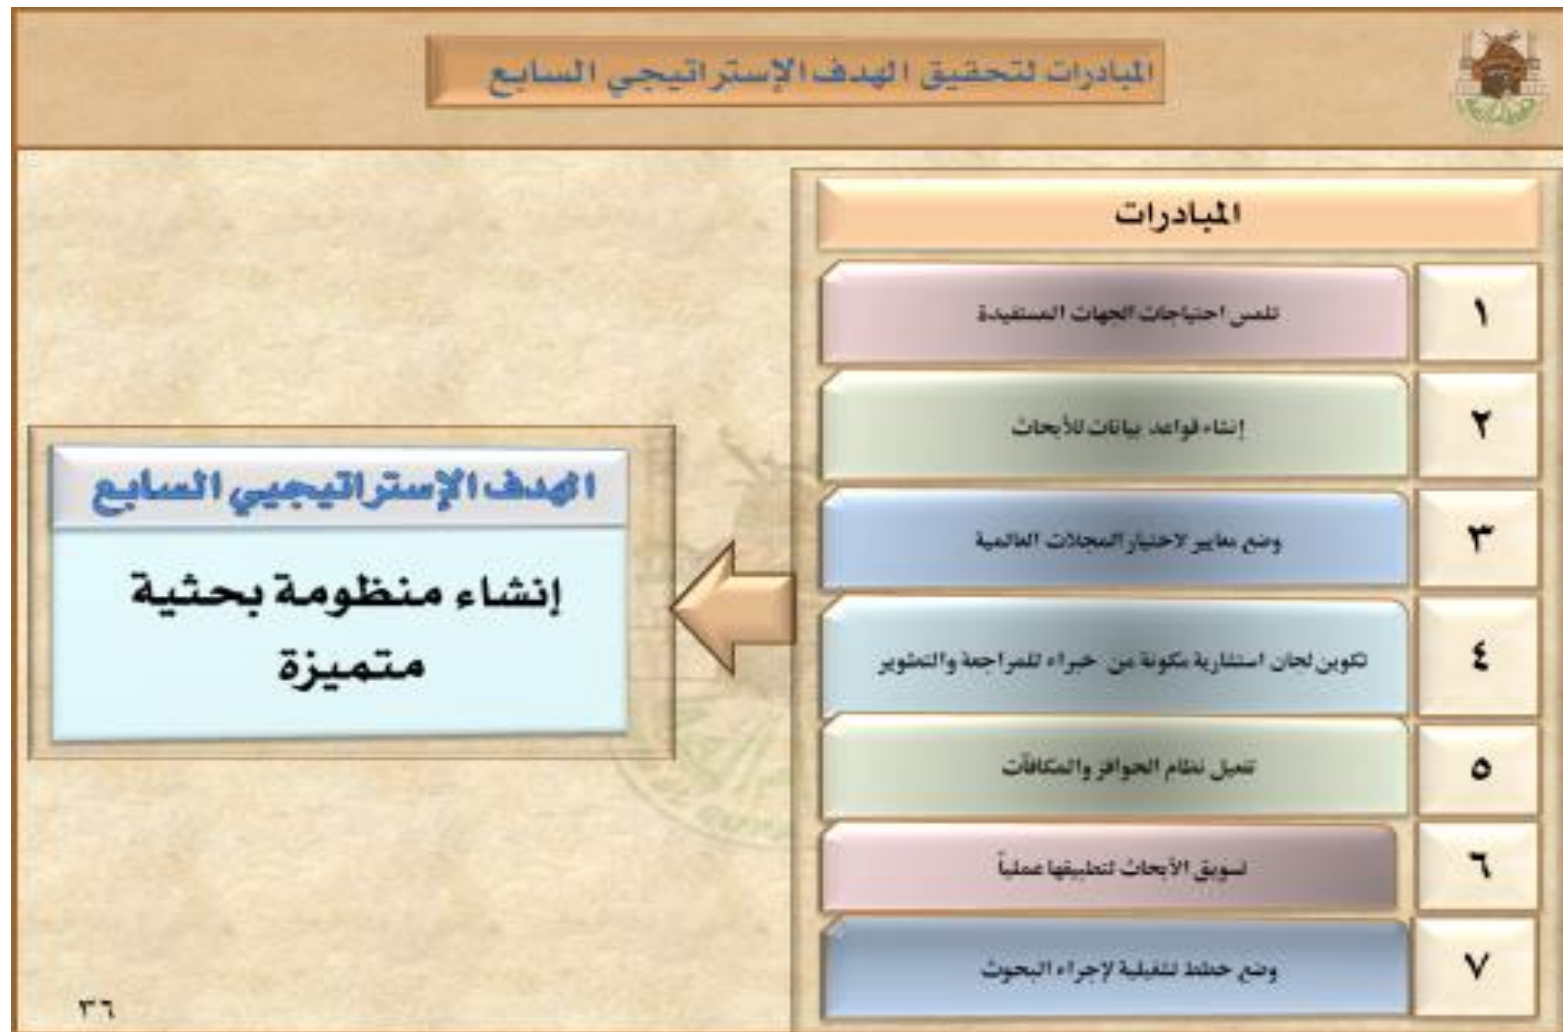 المبادرات لتحقيق الهدف الإستراتيجي السابع
المبادرات
١ تلمس احتياجات الجهات المستفيدة
٢ إنشاء قواعد بيانات للأبحاث
٣ وضع معايير لاختيار المجلات العالمية
٤ تكوين لجان استشارية مكونة من خبراء للمراجعة والتطوير
٥ تفعيل نظام الحوافز والمكافآت
٦ تسويق الأبحاث لتطبيقها عملياً
٧ وضع خطط تشغيلية لإجراء البحوث
الهدف الإستراتيجيي السابع
إنشاء منظومة بحثية
متميزة
٣٦